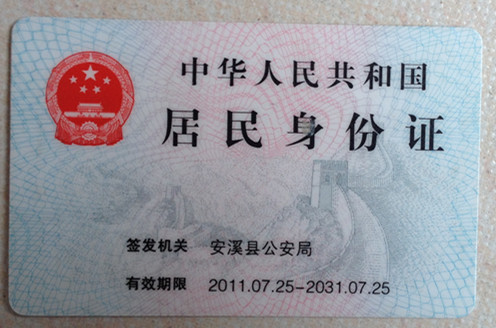 中华人民共和国
居民身份证
签发机关 安溪县公安局
有效期限 2011.07.25-2031.07.25